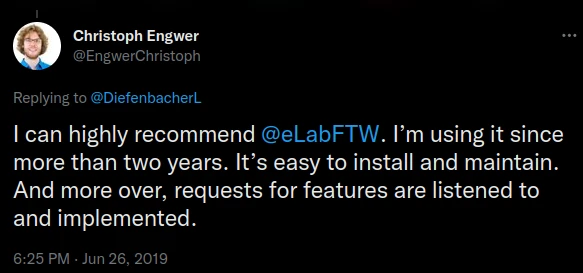 Christoph Engwer
@EngwerChristoph
Replying to @DiefenbacherL
I can highly recommend @eLabFTW. I’m using it since
more than two years. It’s easy to install and maintain.
And more over, requests for features are listened to
and implemented.
6:25 PM · Jun 26, 2019